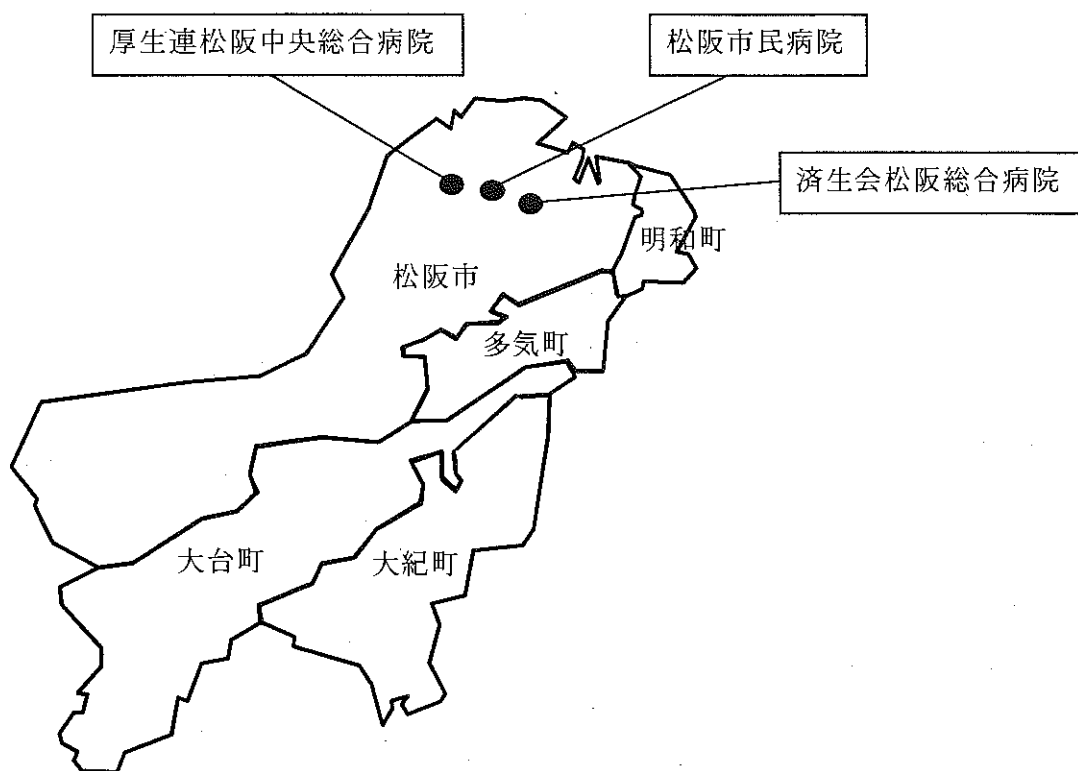 厚生連松阪中央総合病院
松阪市民病院
済生会松阪総合病院
明和町
松阪市
多気町
大台町
大紀町